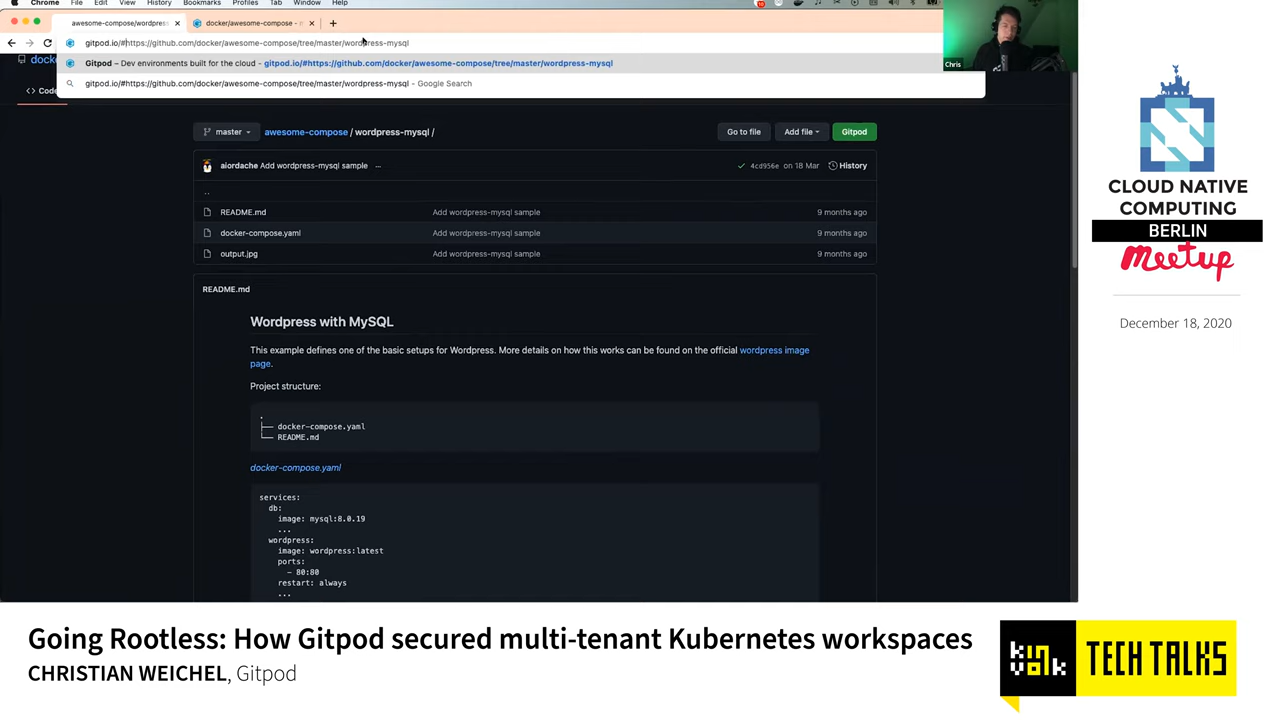 Chrome File Edit View History Bookmarks Profiles Tab Window Help
awesome-compose/wordpress
docker/awesome-compose -
gitpod.io/#https://github.com/docker/awesome-compose/tree/master/wordpress-mysql
Gitpod – Dev environments built for the cloud - gitpod.io/#https://github.com/docker/awesome-compose/tree/master/wordpress-mysql
gitpod.io/#https://github.com/docker/awesome-compose/tree/master/wordpress-mysql - Google Search
docke
<> Code
master
awesome-compose / wordpress-mysql /
Go to file
Add file
Gitpod
aiordache Add wordpress-mysql sample ...
4cd956e on 18 Mar
History
..
README.md Add wordpress-mysql sample 9 months ago
docker-compose.yaml Add wordpress-mysql sample 9 months ago
output.jpg Add wordpress-mysql sample 9 months ago
README.md
Wordpress with MySQL
This example defines one of the basic setups for Wordpress. More details on how this works can be found on the official wordpress image
page.
Project structure:
.
├── docker-compose.yaml
└── README.md
docker-compose.yaml
services:
db:
image: mysql:8.0.19
...
wordpress:
image: wordpress:latest
ports:
- 80:80
restart: always
...
Chris
CLOUD NATIVE
COMPUTING
BERLIN
Meetup
December 18, 2020
Going Rootless: How Gitpod secured multi-tenant Kubernetes workspaces
CHRISTIAN WEICHEL, Gitpod
kinvolk
TECH TALKS